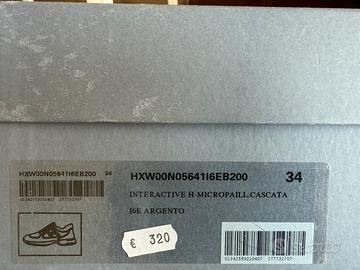 HXW00N05641I6EB200 34
HXW00N05641I6EB200 34
INTERACTIVE H-MICROPAILL.CASCATA
I6E ARGENTO
€ 320